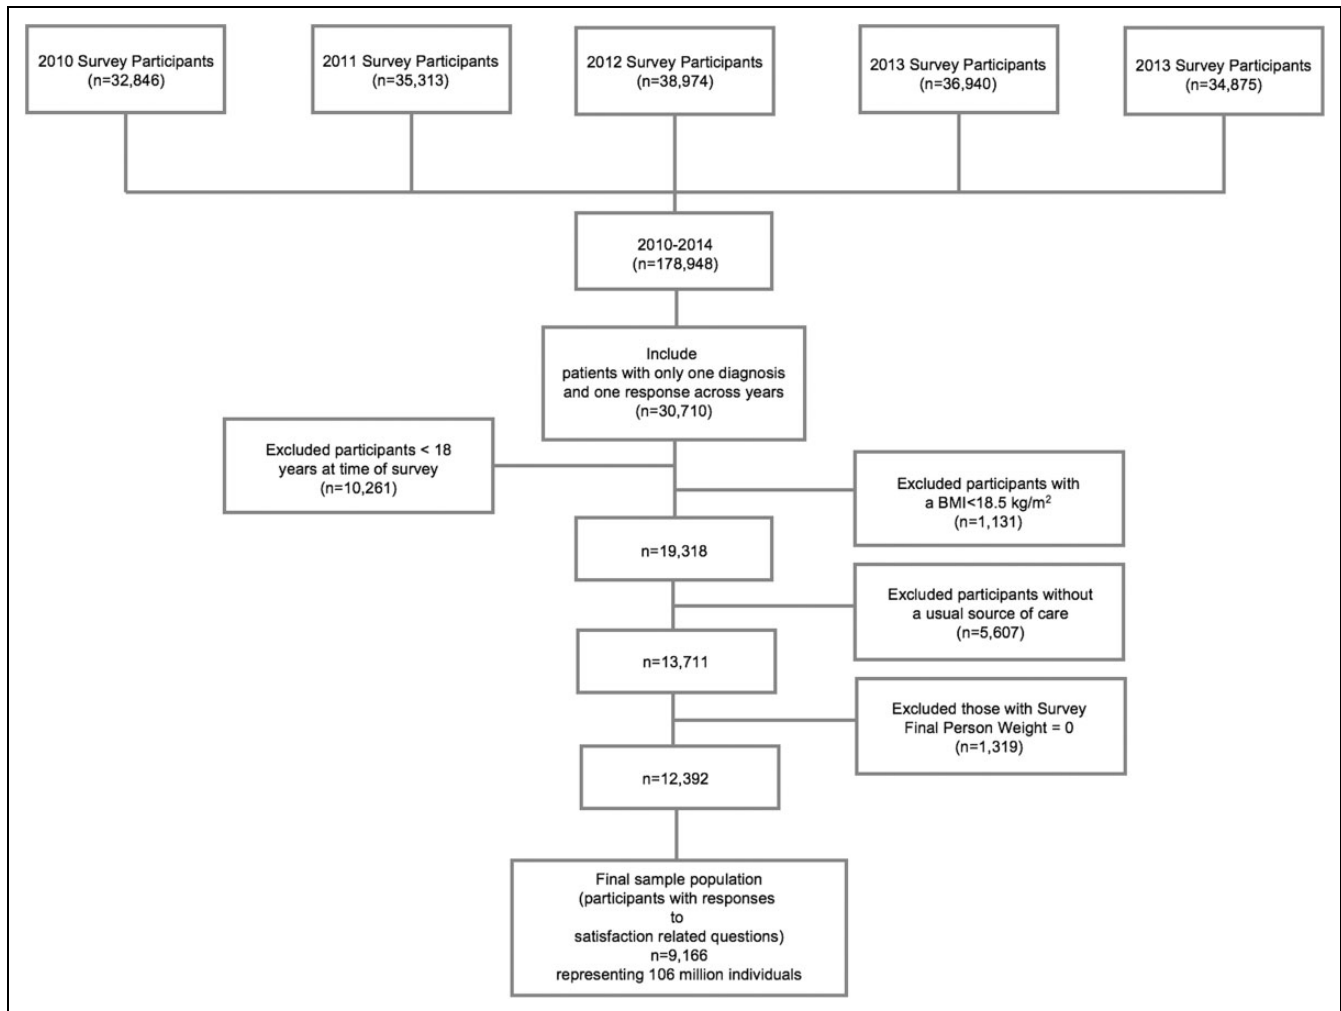 2010 Survey Participants
(n=32,846)
2011 Survey Participants
(n=35,313)
2012 Survey Participants
(n=38,974)
2013 Survey Participants
(n=36,940)
2013 Survey Participants
(n=34,875)
2010-2014
(n=178,948)
Include
patients with only one diagnosis
and one response across years
(n=30,710)
Excluded participants < 18
years at time of survey
(n=10,261)
Excluded participants with
a BMI<18.5 kg/m²
(n=1,131)
n=19,318
Excluded participants without
a usual source of care
(n=5,607)
n=13,711
Excluded those with Survey
Final Person Weight = 0
(n=1,319)
n=12,392
Final sample population
(participants with responses
to
satisfaction related questions)
n=9,166
representing 106 million individuals